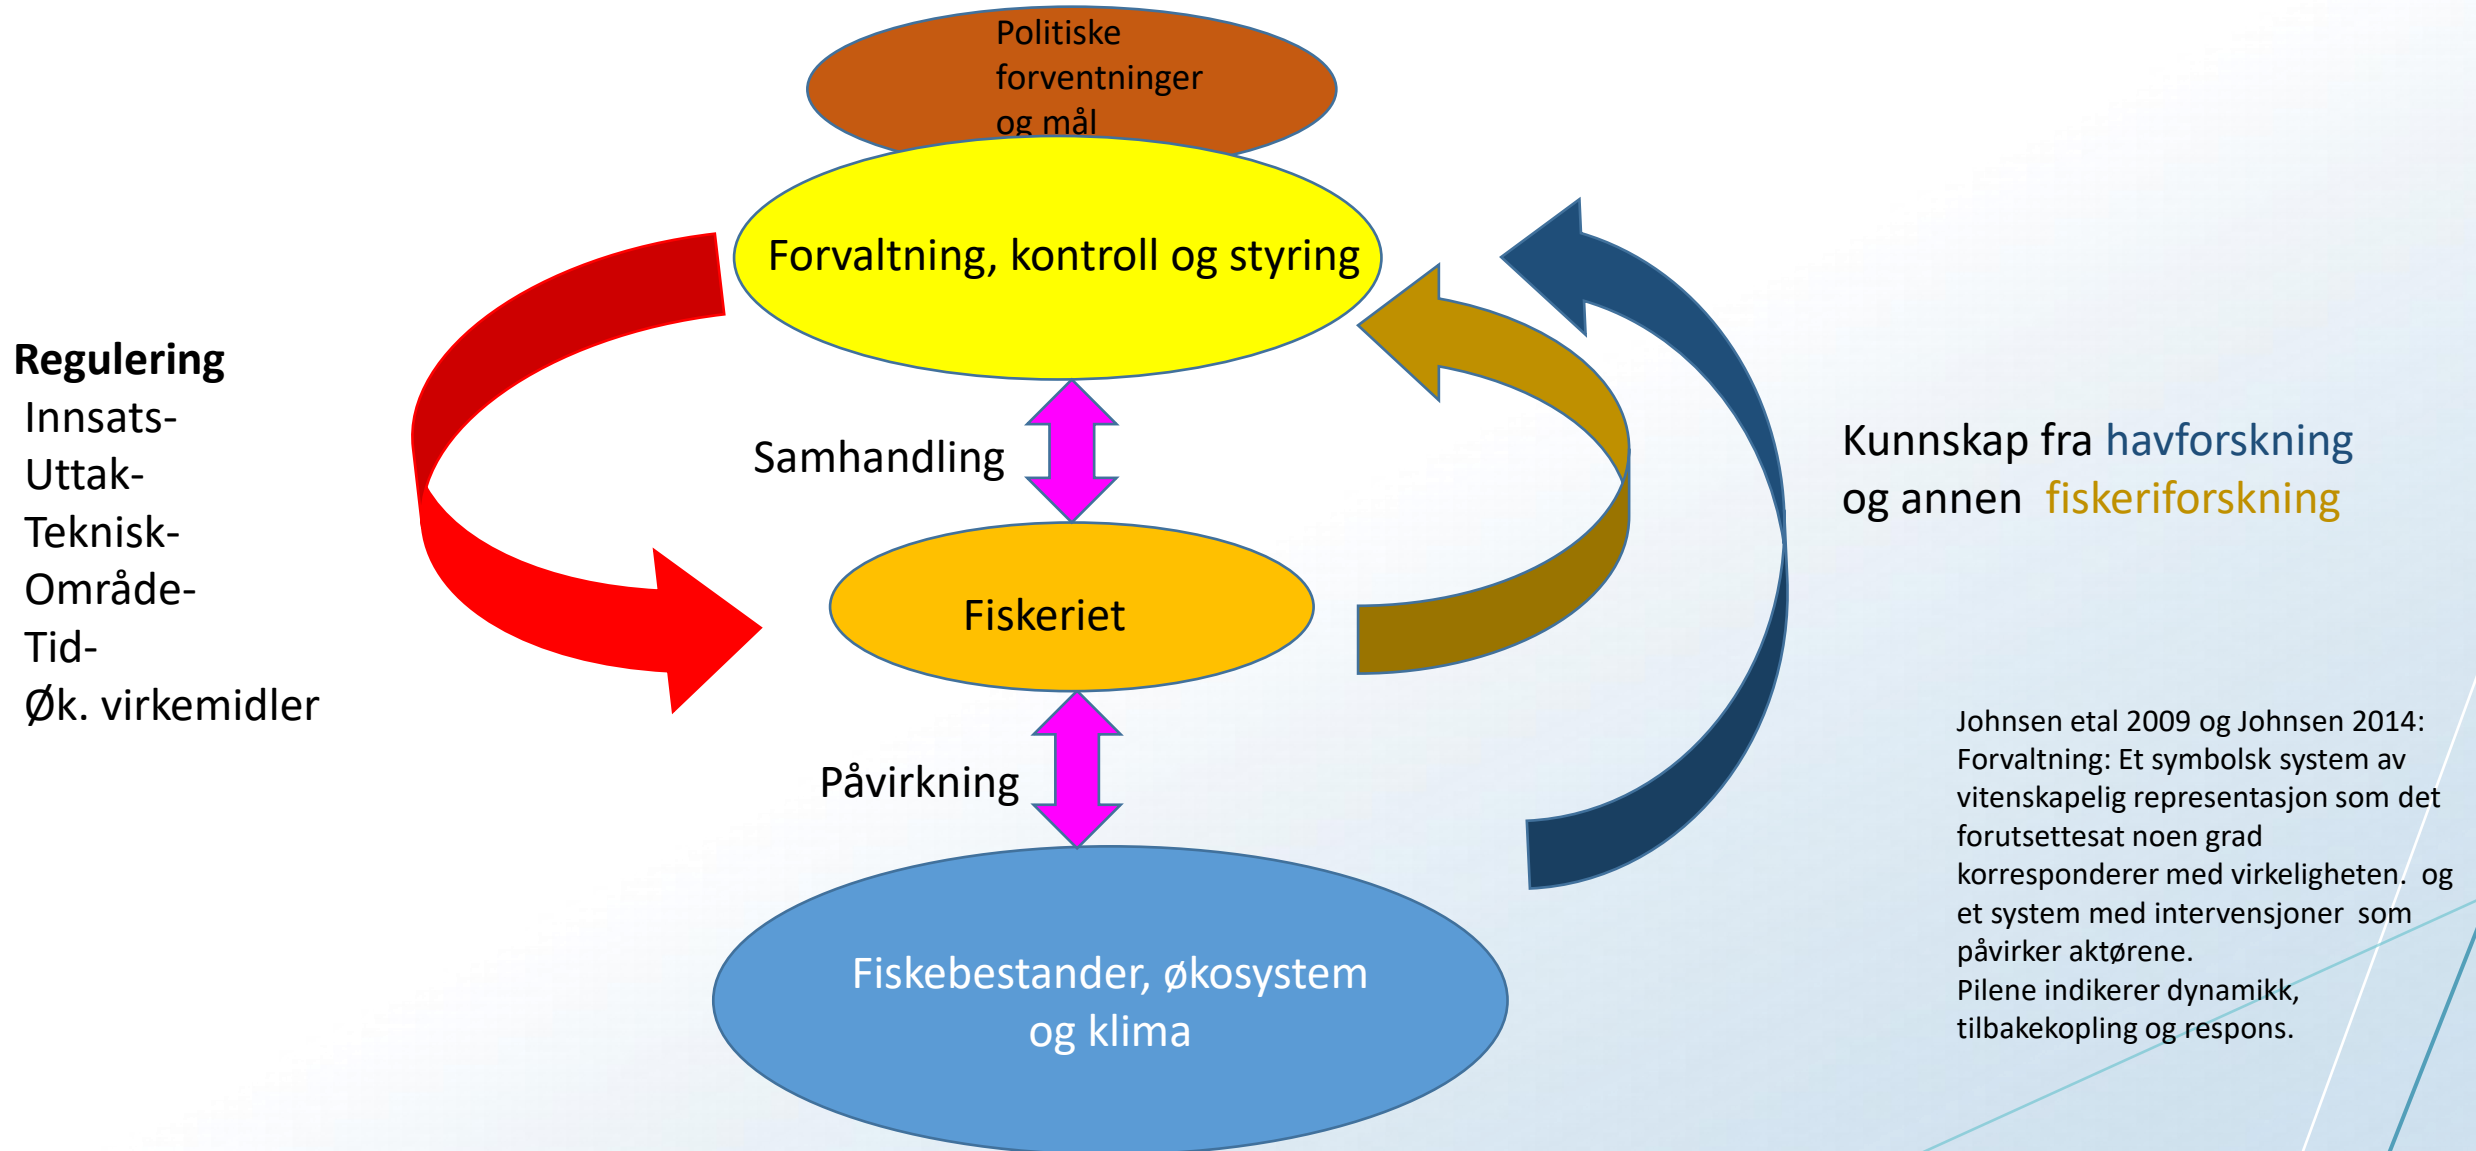 Politiske
forventninger
og mål
Forvaltning, kontroll og styring
Regulering
Innsats-
Uttak-
Teknisk-
Område-
Tid-
Øk. virkemidler
Samhandling
Fiskeriet
Påvirkning
Fiskebestander, økosystem
og klima
Kunnskap fra havforskning
og annen fiskeriforskning
Johnsen etal 2009 og Johnsen 2014:
Forvaltning: Et symbolsk system av
vitenskapelig representasjon som det
forutsettesat noen grad
korresponderer med virkeligheten. og
et system med intervensjoner som
påvirker aktørene.
Pilene indikerer dynamikk,
tilbakekopling og respons.